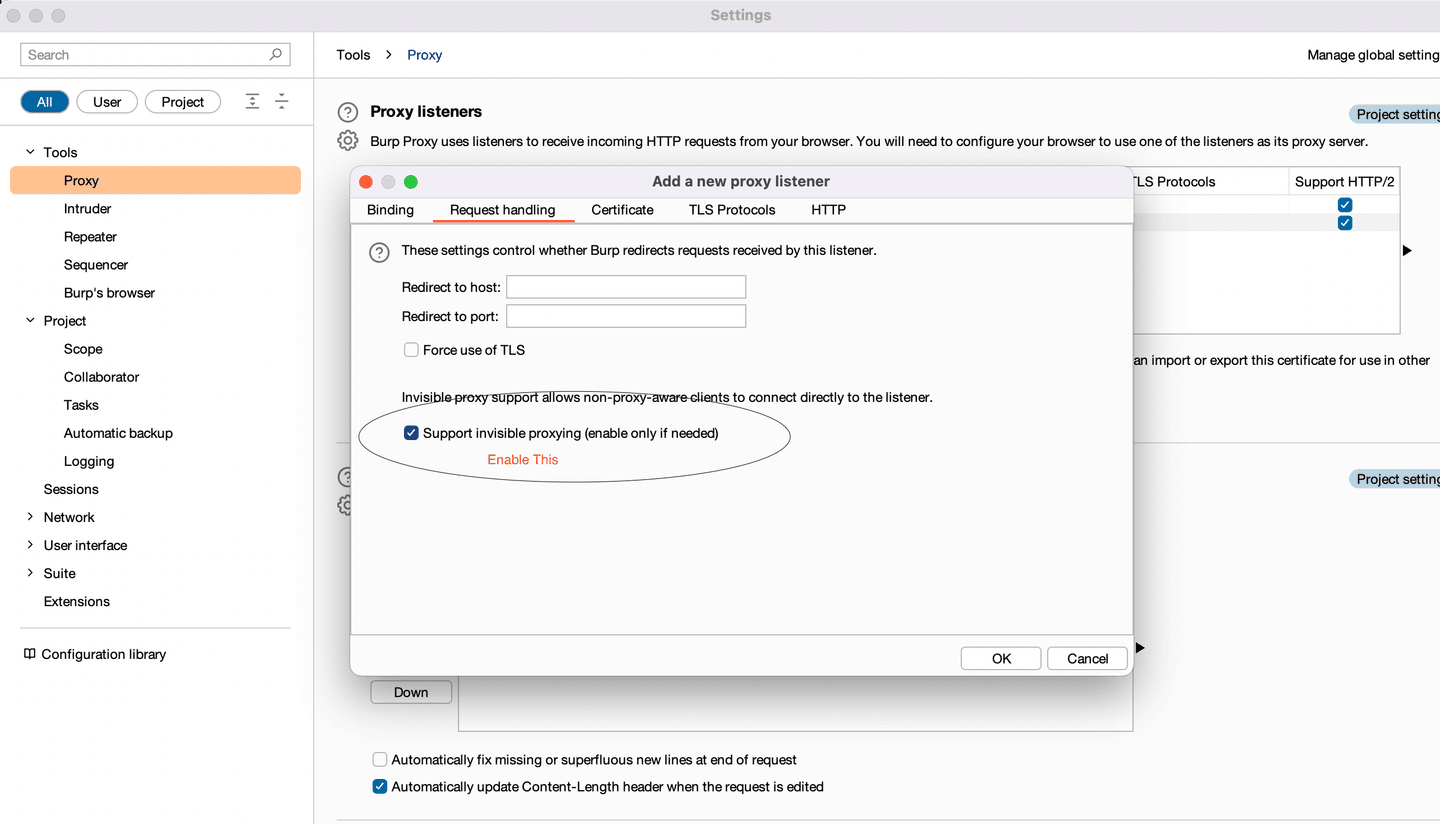 Settings
Search
Tools > Proxy
Manage global setting
All
User
Project
Tools
Proxy
Intruder
Repeater
Sequencer
Burp's browser
Project
Scope
Collaborator
Tasks
Automatic backup
Logging
Sessions
Network
User interface
Suite
Extensions
Configuration library
Proxy listeners
Project setting
Burp Proxy uses listeners to receive incoming HTTP requests from your browser. You will need to configure your browser to use one of the listeners as its proxy server.
TLS Protocols
Support HTTP/2
an import or export this certificate for use in other
Project setting
Add a new proxy listener
Binding
Request handling
Certificate
TLS Protocols
HTTP
These settings control whether Burp redirects requests received by this listener.
Redirect to host:
Redirect to port:
Force use of TLS
Invisible proxy support allows non-proxy-aware clients to connect directly to the listener.
Support invisible proxying (enable only if needed)
Enable This
OK
Cancel
Down
Automatically fix missing or superfluous new lines at end of request
Automatically update Content-Length header when the request is edited